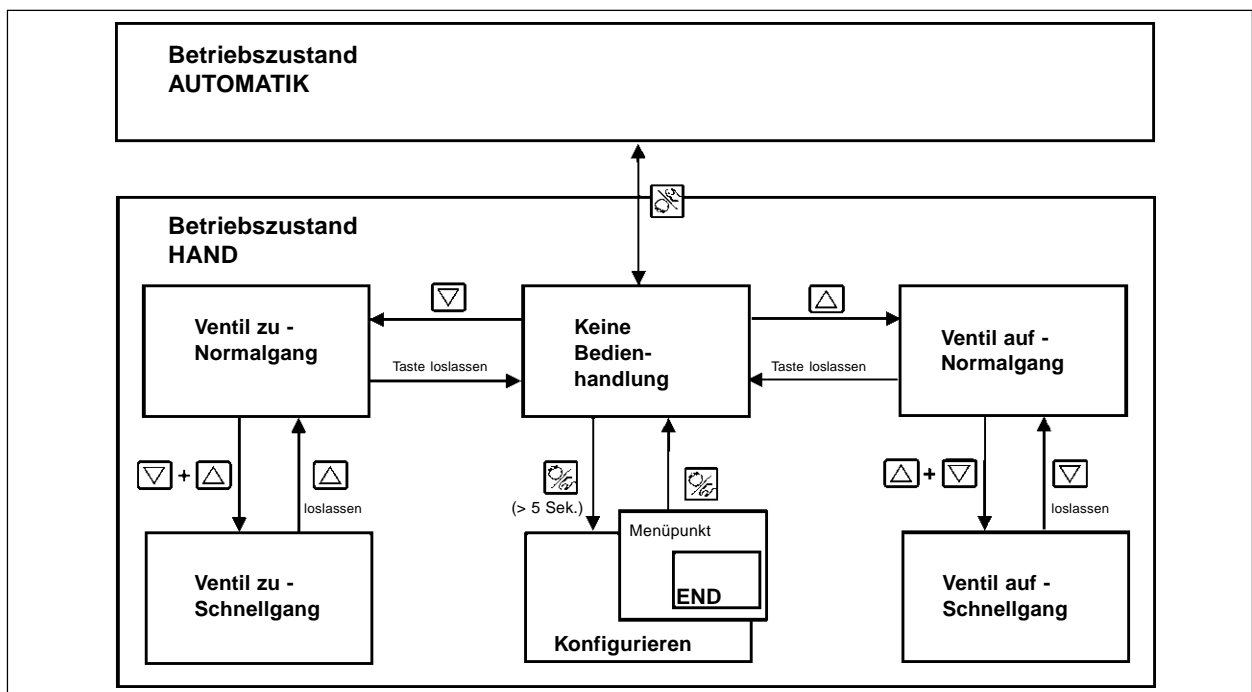 Betriebszustand
AUTOMATIK
Betriebszustand
HAND
Ventil zu -
Normalgang
Taste loslassen
Keine
Bedien-
handlung
Taste loslassen
Ventil auf -
Normalgang
+
loslassen
(> 5 Sek.)
+
loslassen
Ventil zu -
Schnellgang
Menüpunkt
END
Konfigurieren
Ventil auf -
Schnellgang